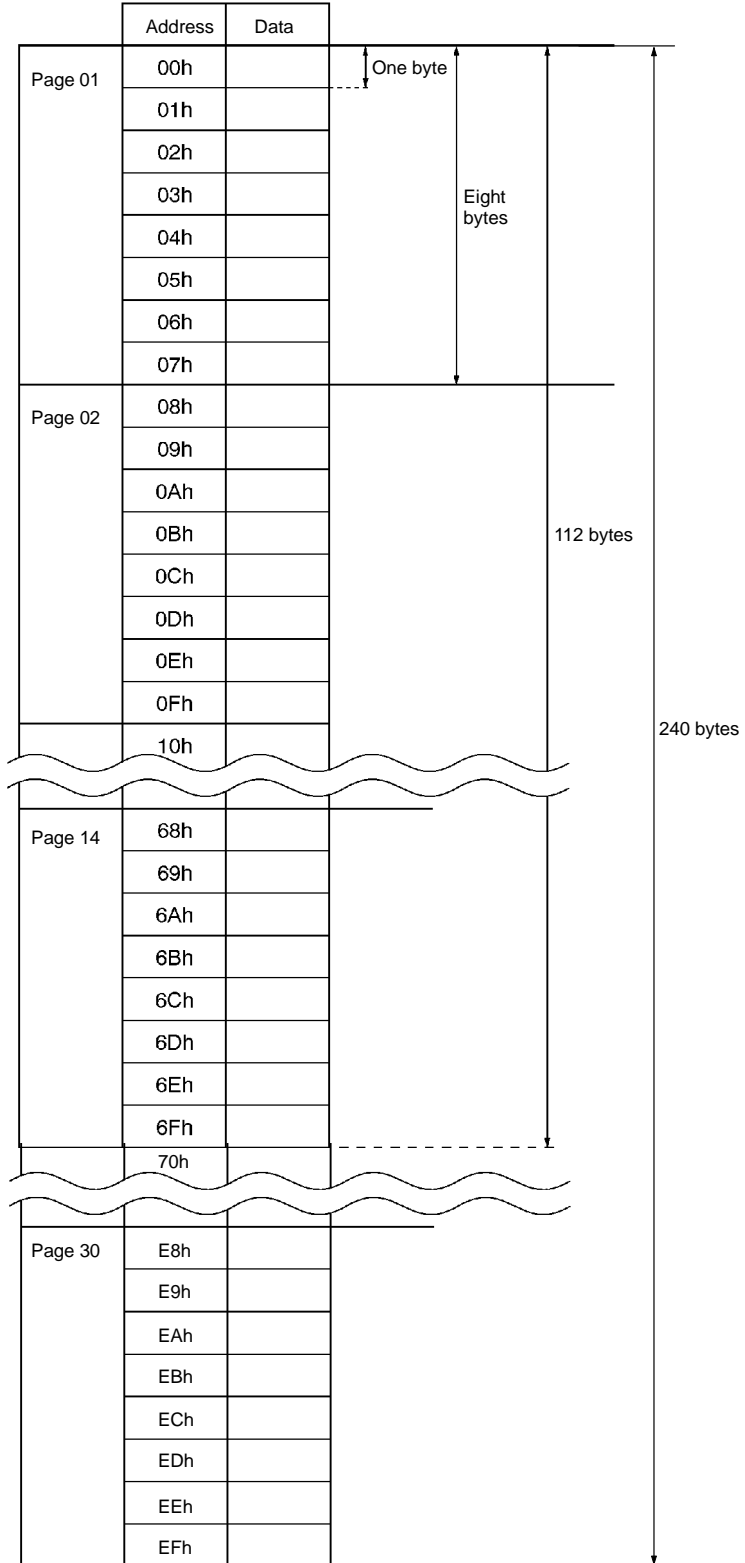 Address Data
Page 01 00h One byte
01h
02h
03h
Eight
bytes
04h
05h
06h
07h
Page 02 08h
09h
0Ah
0Bh 112 bytes
0Ch
0Dh
0Eh
0Fh
10h 240 bytes
Page 14 68h
69h
6Ah
6Bh
6Ch
6Dh
6Eh
6Fh
70h
Page 30 E8h
E9h
EAh
EBh
ECh
EDh
EEh
EFh